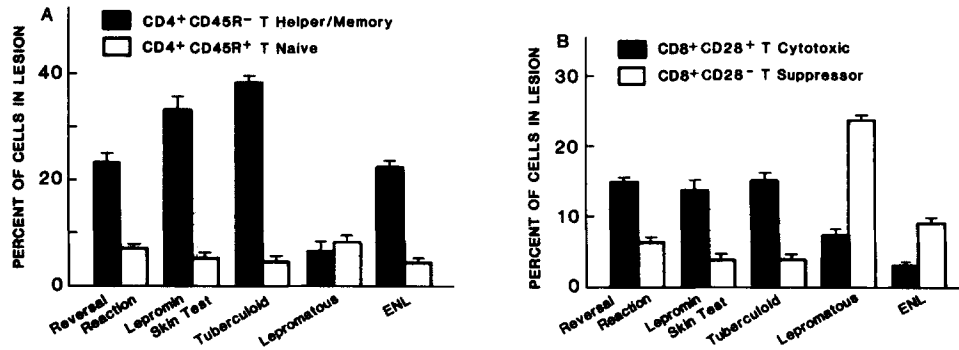 A
CD4+ CD45R- T Helper/Memory
CD4+ CD45R+ T Naive
PERCENT OF CELLS IN LESION
40
20
0
Reversal Reaction
Lepromin Skin Test
Tuberculoid
Lepromatous
ENL
B
CD8+ CD28+ T Cytotoxic
CD8+ CD28- T Suppressor
PERCENT OF CELLS IN LESION
30
20
10
0
Reversal Reaction
Lepromin Skin Test
Tuberculoid
Lepromatous
ENL